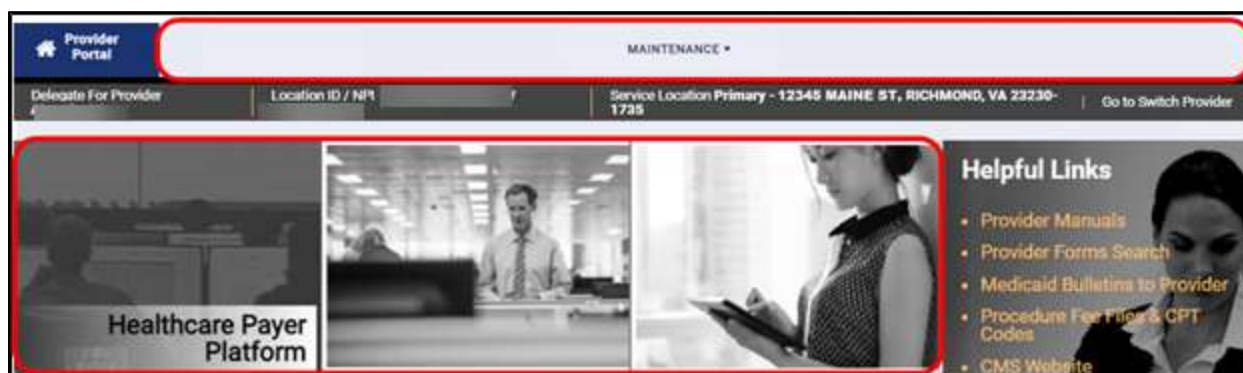 Provider
Portal
MAINTENANCE
Delegate For Provider
Location ID / NPI
Service Location Primary - 12345 MAINE ST, RICHMOND, VA 23230-
1735
Go to Switch Provider
Healthcare Payer
Platform
Helpful Links
Provider Manuals
Provider Forms Search
Medicaid Bulletins to Provider
Procedure Fee Files & CPT
Codes
CMS Website